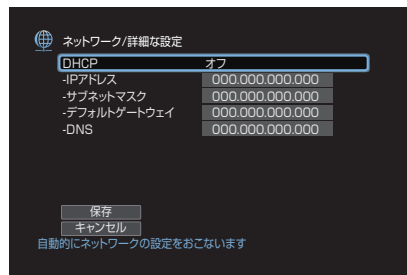 ネットワーク/詳細な設定
DHCP オフ
-IPアドレス 000.000.000.000
-サブネットマスク 000.000.000.000
-デフォルトゲートウェイ 000.000.000.000
-DNS 000.000.000.000
保存
キャンセル
自動的にネットワークの設定をおこないます